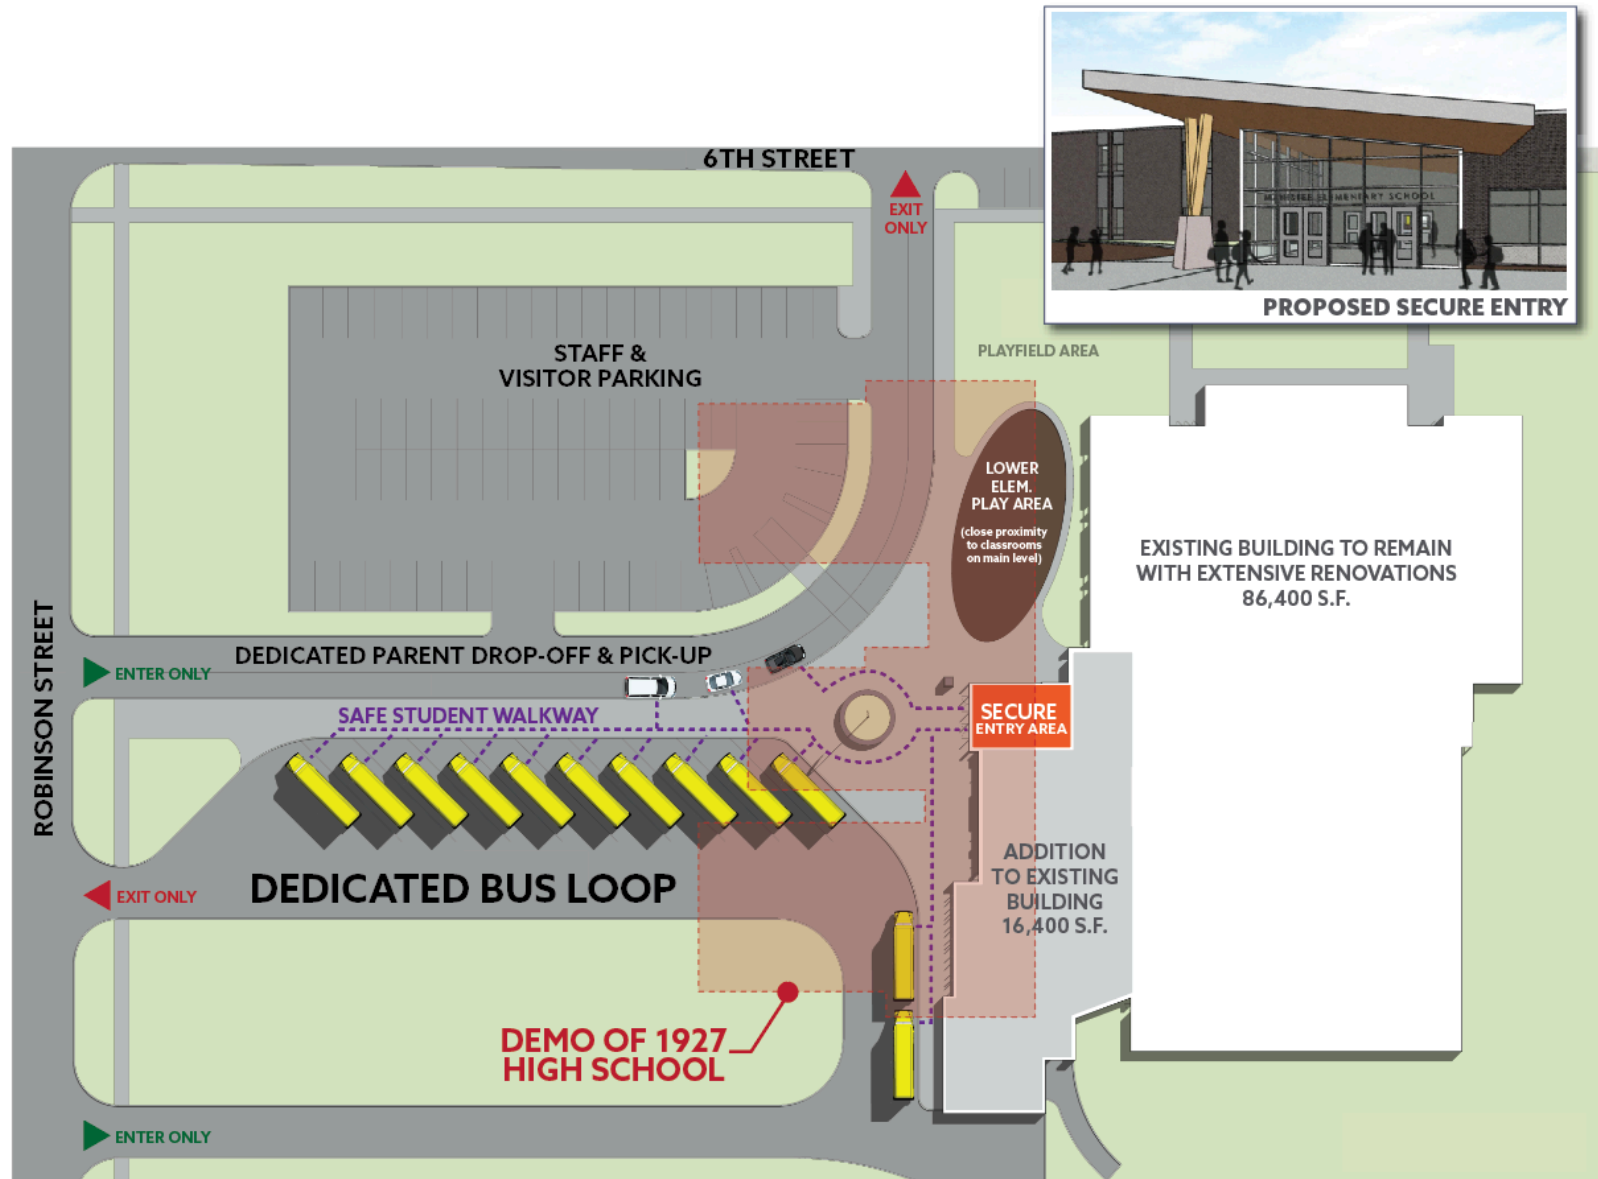 6TH STREET
EXIT
ONLY
ELEMENTARY SCHOOL
PROPOSED SECURE ENTRY
STAFF &
VISITOR PARKING
PLAYFIELD AREA
LOWER
ELEM.
PLAY AREA
(close proximity
to classrooms
on main level)
EXISTING BUILDING TO REMAIN
WITH EXTENSIVE RENOVATIONS
86,400 S.F.
ROBINSON STREET
ENTER ONLY
DEDICATED PARENT DROP-OFF & PICK-UP
SAFE STUDENT WALKWAY
SECURE
ENTRY AREA
ADDITION
TO EXISTING
BUILDING
16,400 S.F.
EXIT ONLY
DEDICATED BUS LOOP
DEMO OF 1927
HIGH SCHOOL
ENTER ONLY